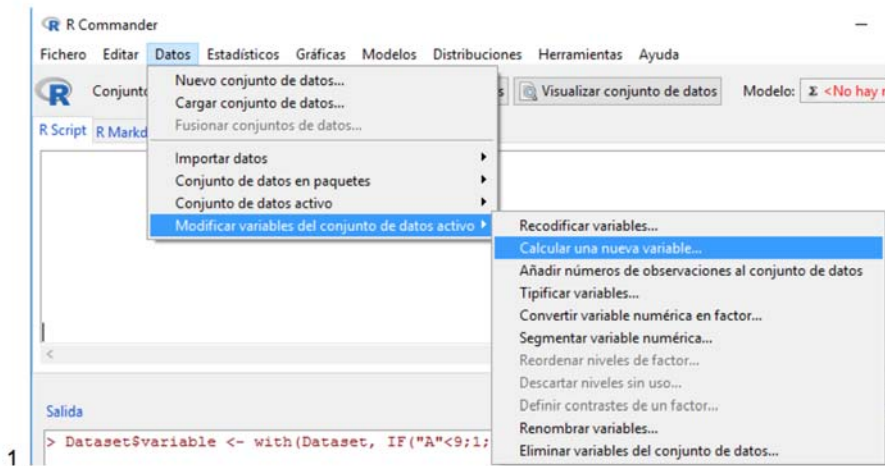 R Commander
Fichero Editar Datos Estadísticos Gráficas Modelos Distribuciones Herramientas Ayuda
R Conjunto
Visualizar conjunto de datos Modelo: Σ <No hay
R Script R Markd
Nuevo conjunto de datos...
Cargar conjunto de datos...
Fusionar conjuntos de datos...
Importar datos
Conjunto de datos en paquetes
Conjunto de datos activo
Modificar variables del conjunto de datos activo
Recodificar variables...
Calcular una nueva variable...
Añadir números de observaciones al conjunto de datos
Tipificar variables...
Convertir variable numérica en factor...
Segmentar variable numérica...
Reordenar niveles de factor...
Descartar niveles sin uso...
Definir contrastes de un factor...
Renombrar variables...
Eliminar variables del conjunto de datos...
Salida
> Dataset$variable <- with(Dataset, IF("A"<9;1;
1